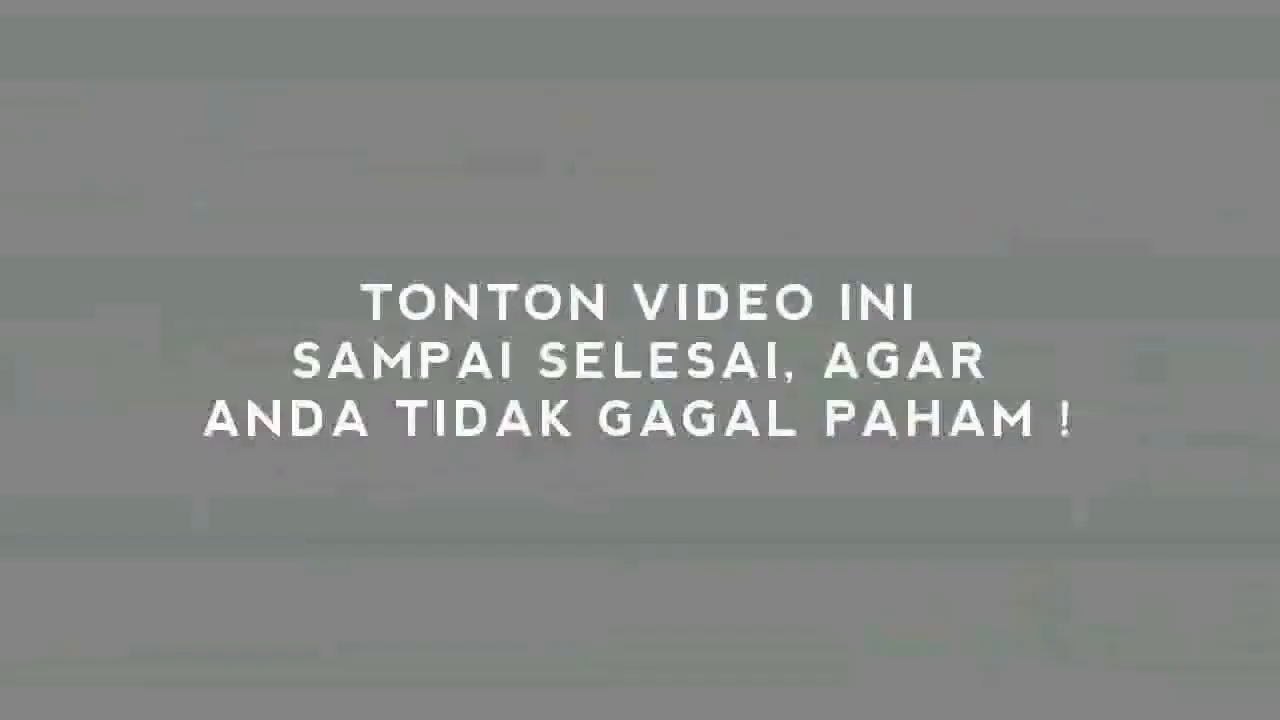 TONTON VIDEO INI
SAMPAI SELESAI, AGAR
ANDA TIDAK GAGAL PAHAM !